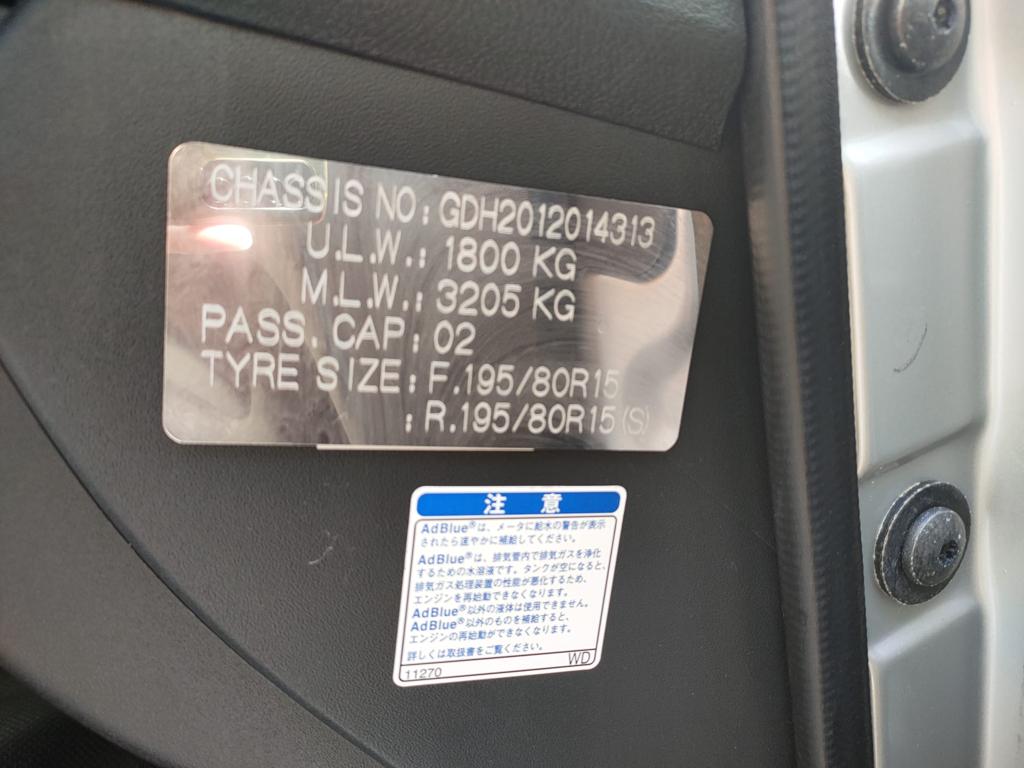 CHASSIS NO: GDH2012014313
U.L.W.: 1800 KG
M.L.W.: 3205 KG
PASS. CAP: 02
TYRE SIZE: F.195/80R15
: R.195/80R15(S)
注 意
AdBlue®は、メータに給水の警告が表示
されたら速やかに補給してください。
AdBlue®は、排気管内で排気ガスを浄化
するための水溶液です。タンクが空になると、
排気ガス処理装置の性能が悪化するため、
エンジンを再始動できなくなります。
AdBlue®以外の液体は使用できません。
AdBlue®以外のものを補給すると、
エンジンの再始動ができなくなります。
詳しくは取扱書をご覧ください。
11270 WD